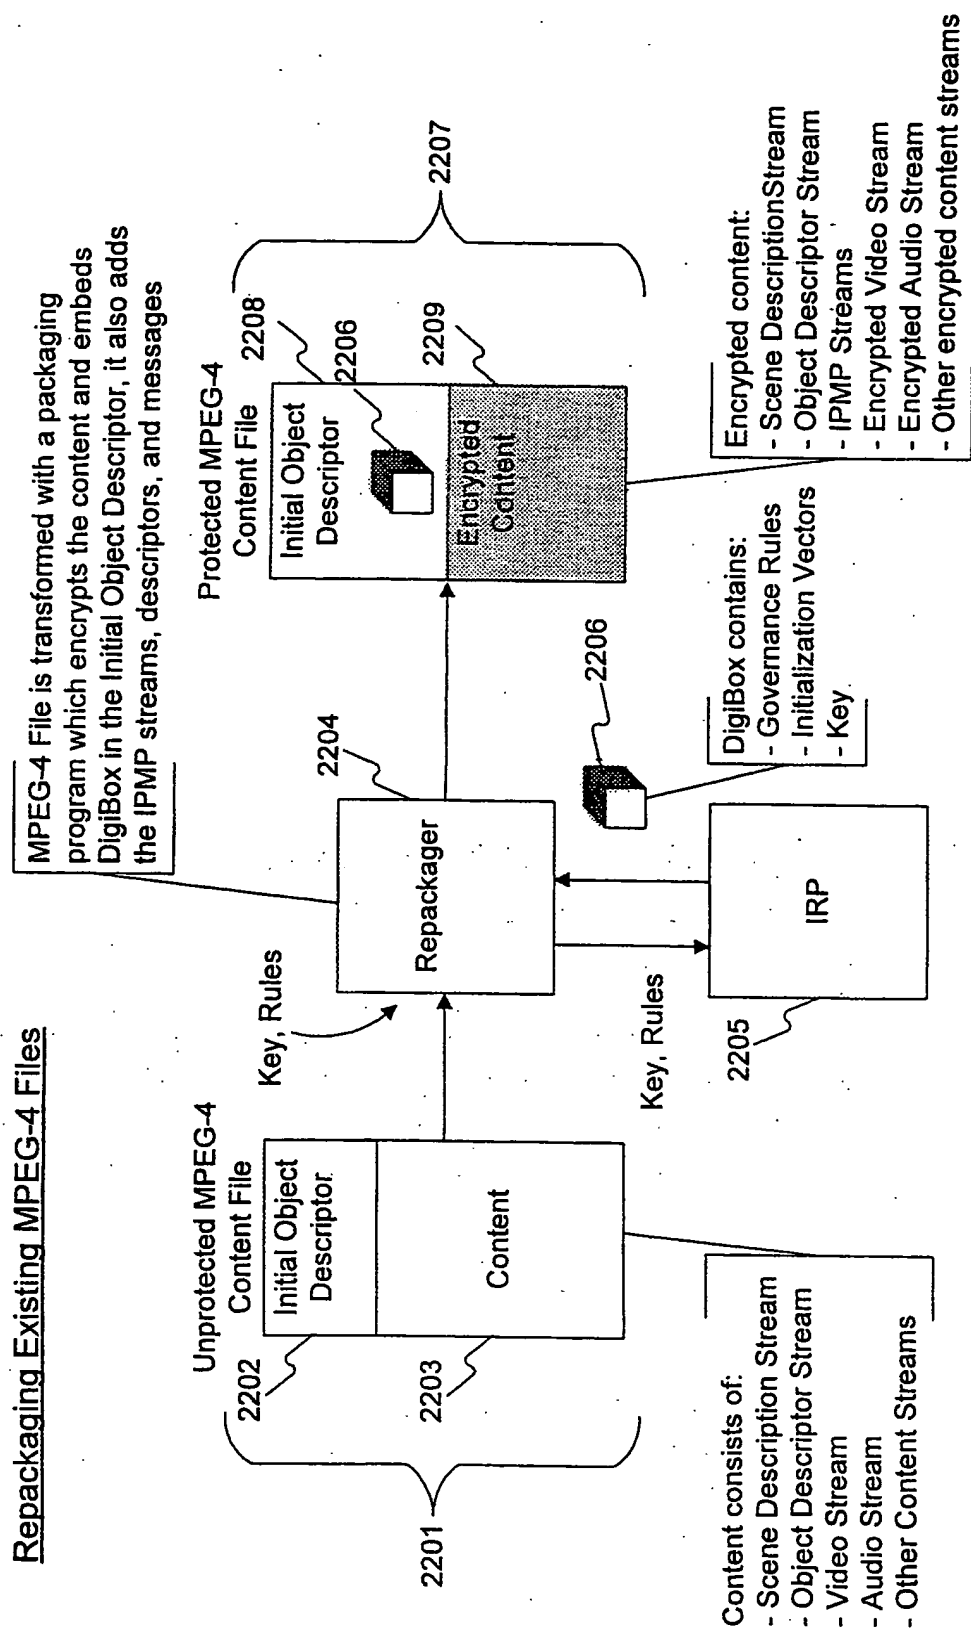 Repackaging Existing MPEG-4 Files
MPEG-4 File is transformed with a packaging
program which encrypts the content and embeds
DigiBox in the Initial Object Descriptor, it also adds
the IPMP streams, descriptors, and messages
Unprotected MPEG-4
Content File
2202
Initial Object
Descriptor
2203
Content
2201
Key, Rules
Repackager
2204
Key, Rules
IRP
2205
2206
Protected MPEG-4
Content File
Initial Object
Descriptor
2208
2206
Encrypted
Content
2209
2207
Content consists of:
- Scene Description Stream
- Object Descriptor Stream
- Video Stream
- Audio Stream
- Other Content Streams
DigiBox contains:
- Governance Rules
- Initialization Vectors
- Key
Encrypted content:
- Scene DescriptionStream
- Object Descriptor Stream
- IPMP Streams
- Encrypted Video Stream
- Encrypted Audio Stream
- Other encrypted content streams